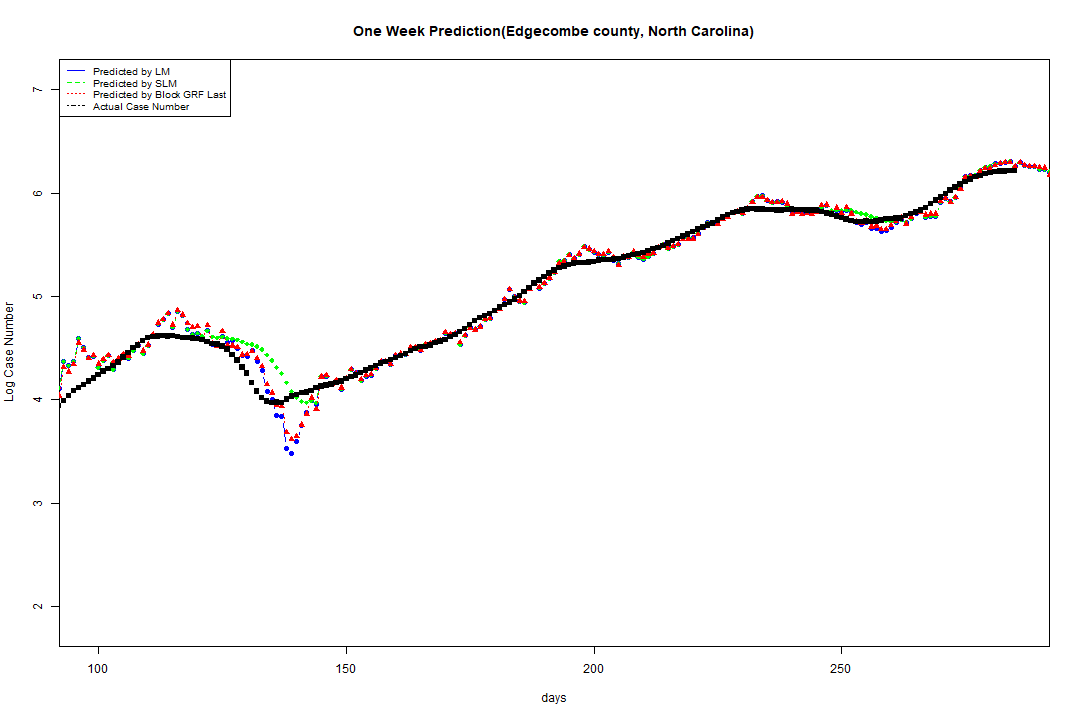 One Week Prediction(Edgecombe county, North Carolina)
Predicted by LM
Predicted by SLM
Predicted by Block GRF Last
Actual Case Number
7
6
5
4
3
2
Log Case Number
100 150 200 250
days